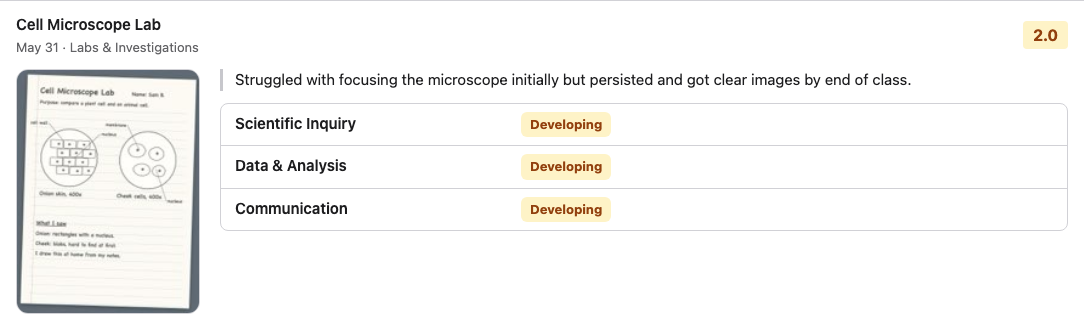 Cell Microscope Lab
May 31 · Labs & Investigations
2.0
Cell Microscope Lab
Name: Sam R.
Purpose: compare a plant cell and an animal cell.
cell wall
membrane
nucleus
Onion skin, 400x
Cheek cells, 400x
nucleus
What I saw
Onion: rectangles with a nucleus.
Cheek: blobs, hard to find at first.
I drew this at home from my notes.
Struggled with focusing the microscope initially but persisted and got clear images by end of class.
Scientific Inquiry Developing
Data & Analysis Developing
Communication Developing